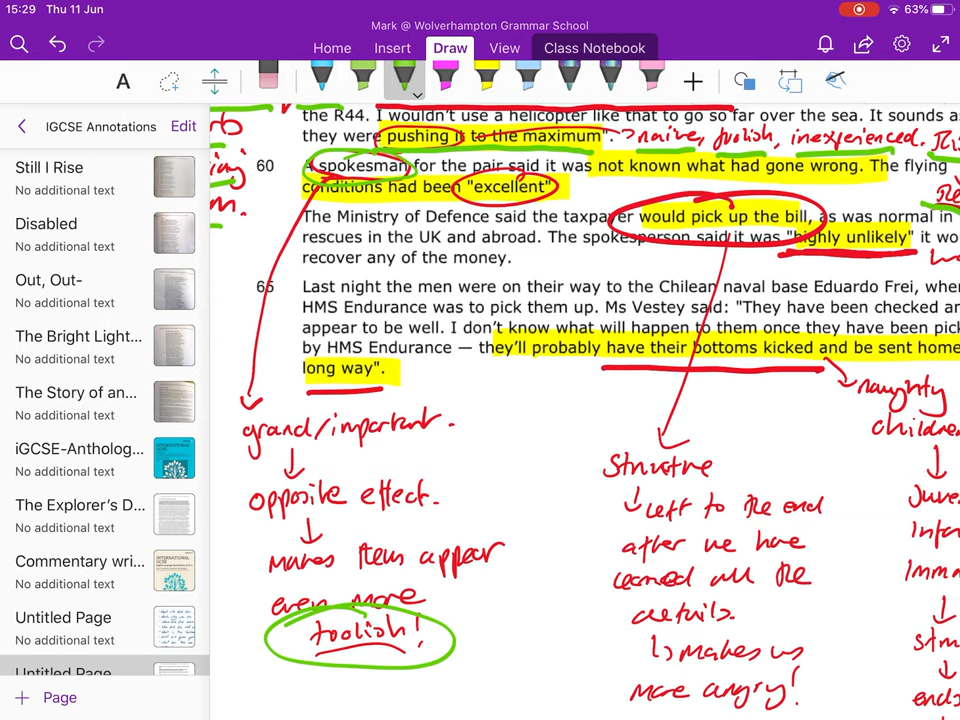 15:29 Thu 11 Jun
63%
Mark @ Wolverhampton Grammar School
Home Insert Draw View Class Notebook
A
IGCSE Annotations Edit
Still I Rise
No additional text
Disabled
No additional text
Out, Out-
No additional text
The Bright Light...
No additional text
The Story of an...
No additional text
iGCSE-Antholog...
No additional text
The Explorer's D...
No additional text
Commentary wri...
No additional text
Untitled Page
No additional text
Untitled Page
+ Page
the R44. I wouldn't use a helicopter like that to go so far over the sea. It sounds as
they were pushing it to the maximum". → naive, foolish, inexperienced.
60 A spokesman for the pair said it was not known what had gone wrong. The flying
conditions had been "excellent"
The Ministry of Defence said the taxpayer would pick up the bill, as was normal in
rescues in the UK and abroad. The spokesperson said it was "highly unlikely" it wo
recover any of the money.
65 Last night the men were on their way to the Chilean naval base Eduardo Frei, wher
HMS Endurance was to pick them up. Ms Vestey said: "They have been checked an
appear to be well. I don't know what will happen to them once they have been pick
by HMS Endurance — they'll probably have their bottoms kicked and be sent home
long way".
grand/important.
↓
opposite effect.
↓
makes them appear
even more
foolish!
Structure
↳ left to the end
after we have
learned all the
details.
↳ makes us
more angry!
↳ naughty
children
↓